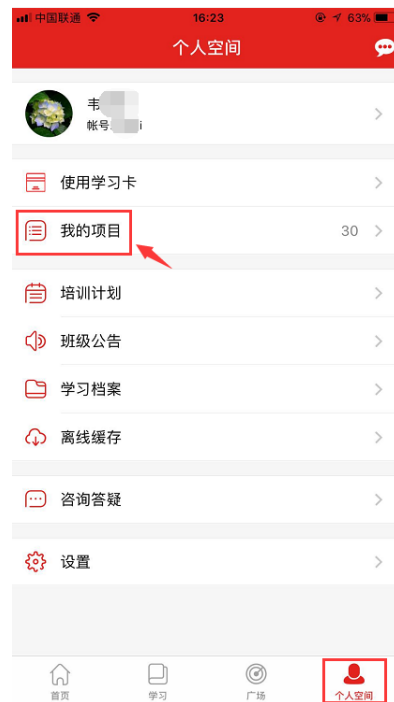 中国联通 16:23 63%
个人空间
韦
帐号: i
使用学习卡
我的项目 30
培训计划
班级公告
学习档案
离线缓存
咨询答疑
设置
首页 学习 广场 个人空间